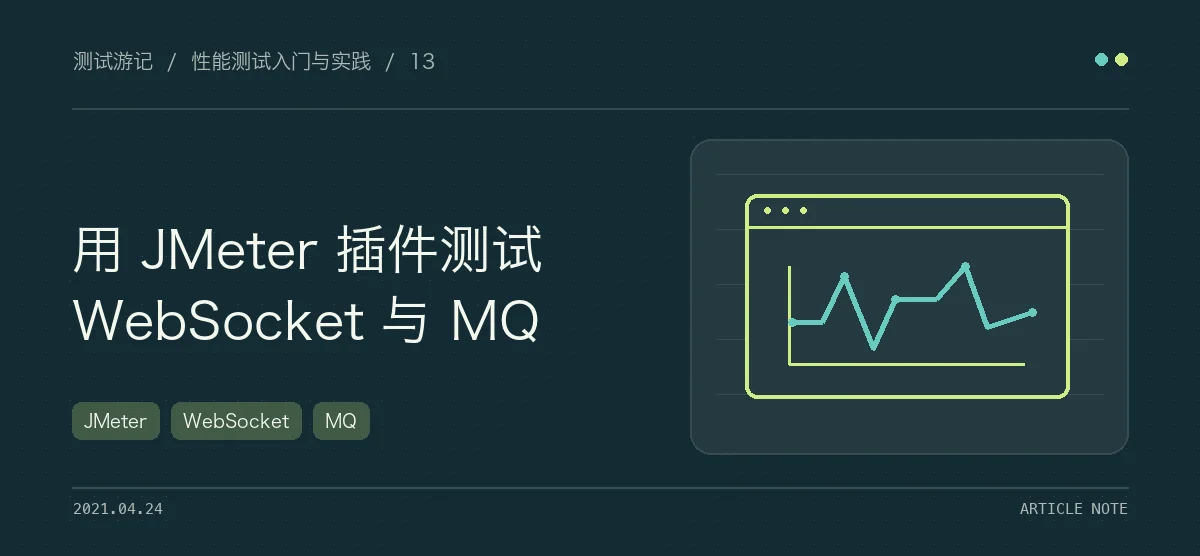 测试游记 / 性能测试入门与实践 / 13
用 JMeter 插件测试
WebSocket 与 MQ
JMeter WebSocket MQ
2021.04.24 ARTICLE NOTE